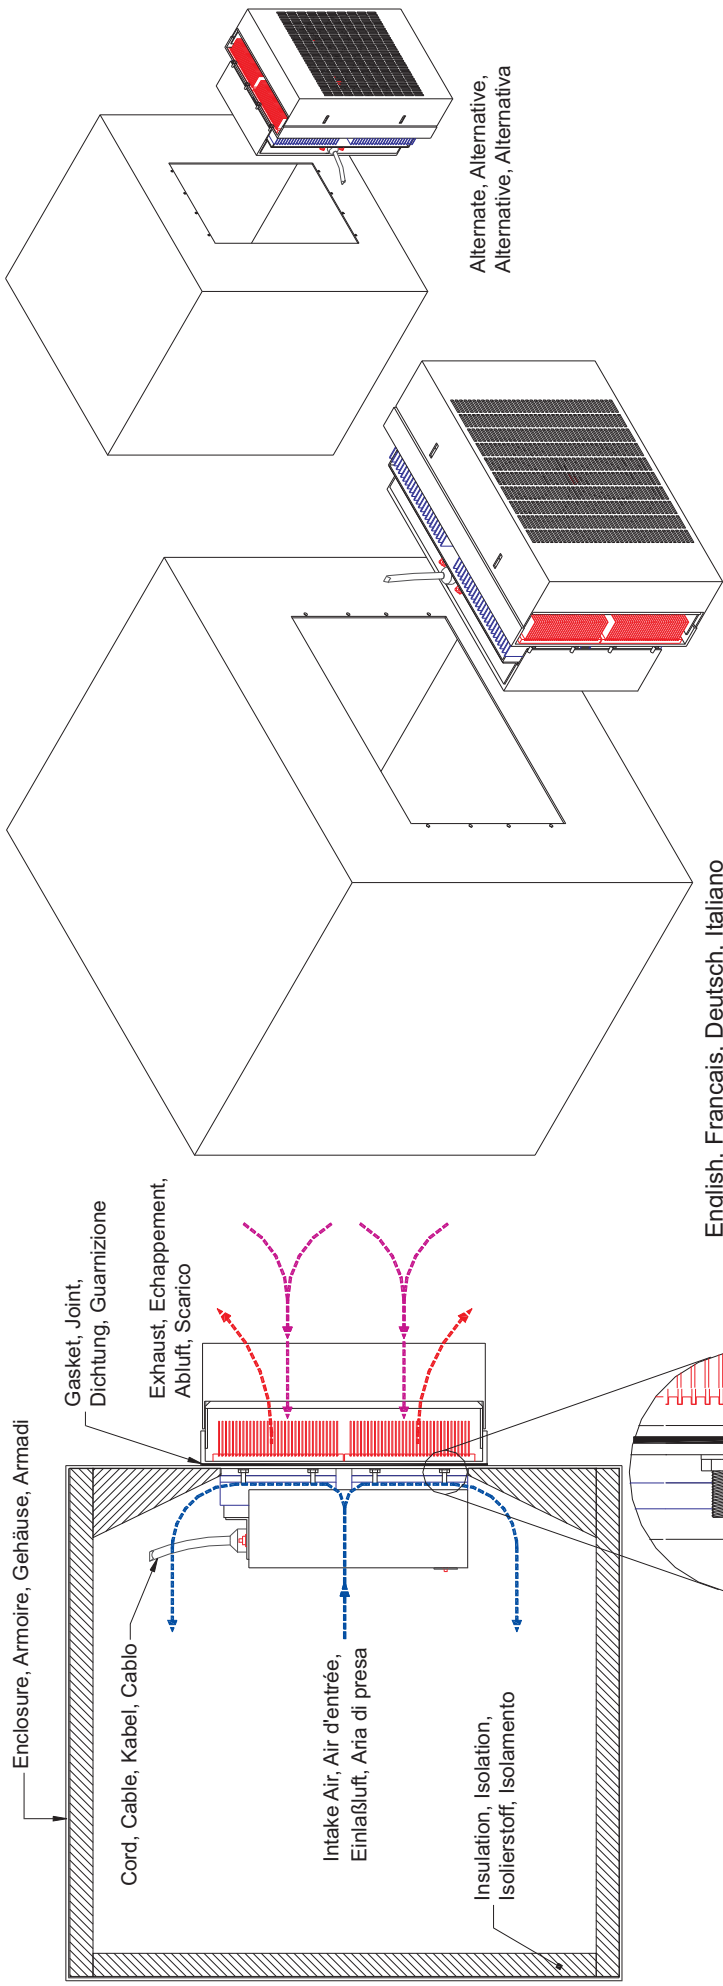 Enclosure, Armoire, Gehäuse, Armadi
Gasket, Joint,
Dichtung, Guarnizione
Exhaust, Echappement,
Abluft, Scarico
Cord, Cable, Kabel, Cablo
Intake Air, Air d'entrée,
Einlaßluft, Aria di presa
Insulation, Isolation,
Isolierstoff, Isolamento
Alternate, Alternative,
Alternative, Alternativa
English, Francais, Deutsch, Italiano